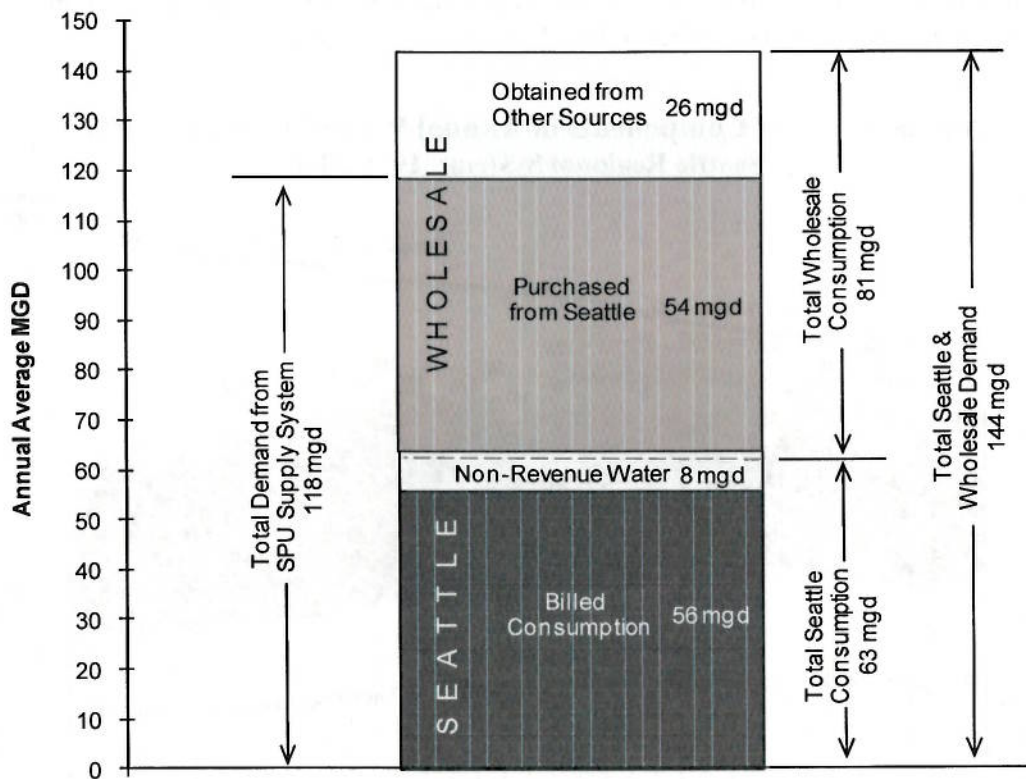 Annual Average MGD
150
140
130
120
110
100
90
80
70
60
50
40
30
20
10
0
Total Demand from
SPU Supply System
118 mgd
WHOLESALE
SEATTLE
Obtained from
Other Sources
26 mgd
Purchased
from Seattle
54 mgd
Non-Revenue Water
8 mgd
Billed
Consumption
56 mgd
Total Wholesale
Consumption
81 mgd
Total Seattle
Consumption
63 mgd
Total Seattle &
Wholesale Demand
144 mgd